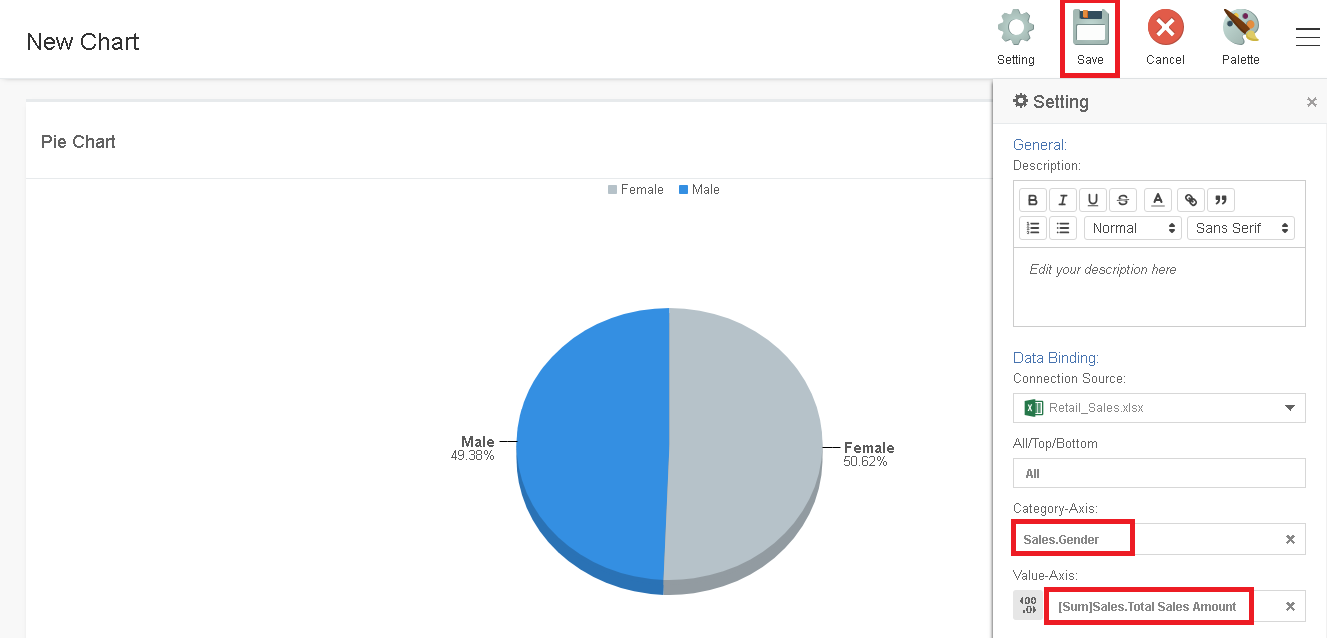 New Chart
Setting
Save
Cancel
Palette
Setting
×
Pie Chart
Female
Male
Male
49.38%
Female
50.62%
General:
Description:
B I U S A
Normal
Sans Serif
Edit your description here
Data Binding:
Connection Source:
Retail_Sales.xlsx
All/Top/Bottom
All
Category-Axis:
Sales.Gender
Value-Axis:
[Sum]Sales.Total Sales Amount